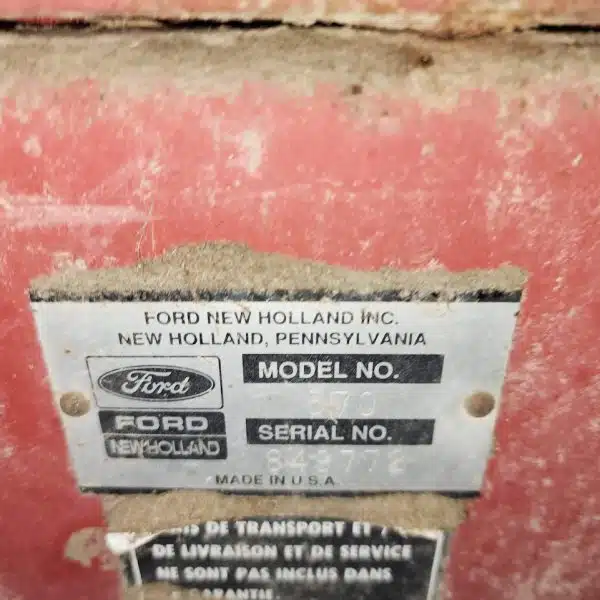 FORD NEW HOLLAND INC.
NEW HOLLAND, PENNSYLVANIA
Ford
MODEL NO.
570
FORD
SERIAL NO.
NEW HOLLAND
MADE IN U.S.A.
DE TRANSPORT ET
DE LIVRAISON ET DE SERVICE
NE SONT PAS INCLUS DANS
GARANTIE